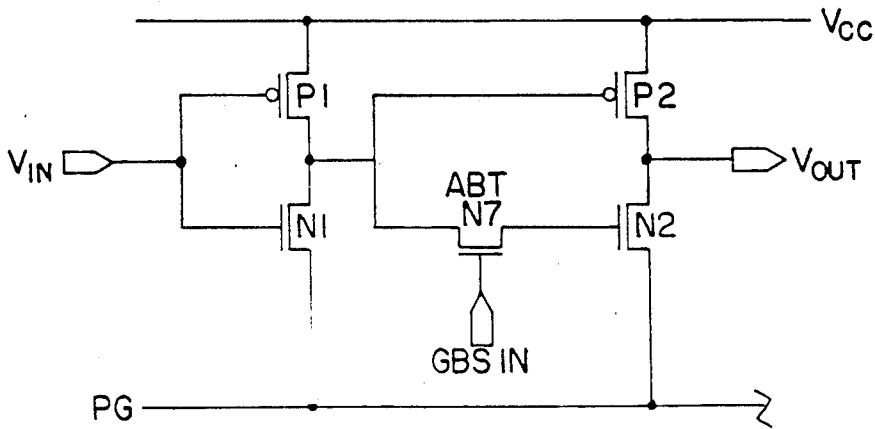 VCC
P1
P2
VIN
VOUT
ABT
N7
N1
N2
GBS IN
PG